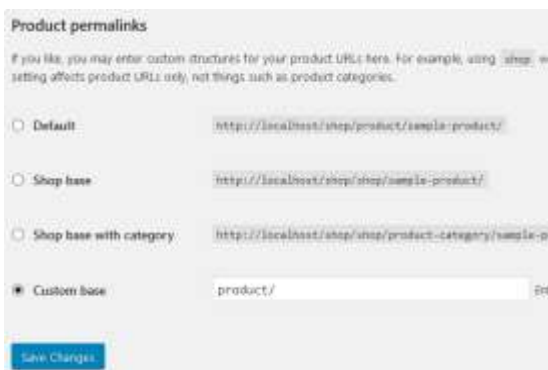 Product permalinks
If you like, you may enter custom structures for your product URLs here. For example, using shop
setting affects product URLs only, not things such as product categories.
Default http://localhost/shop/product/sample-product/
Shop base http://localhost/shop/shop/sample-product/
Shop base with category http://localhost/shop/shop/product-category/sample-p
Custom base product/
Save Changes